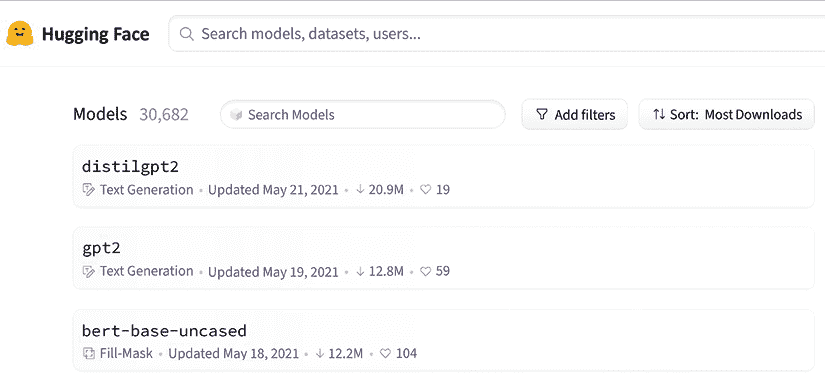 Hugging Face Search models, datasets, users...
Models 30,682 Search Models Add filters Sort: Most Downloads
distilgpt2
Text Generation • Updated May 21, 2021 • ↓ 20.9M • ♡ 19
gpt2
Text Generation • Updated May 19, 2021 • ↓ 12.8M • ♡ 59
bert-base-uncased
Fill-Mask • Updated May 18, 2021 • ↓ 12.2M • ♡ 104